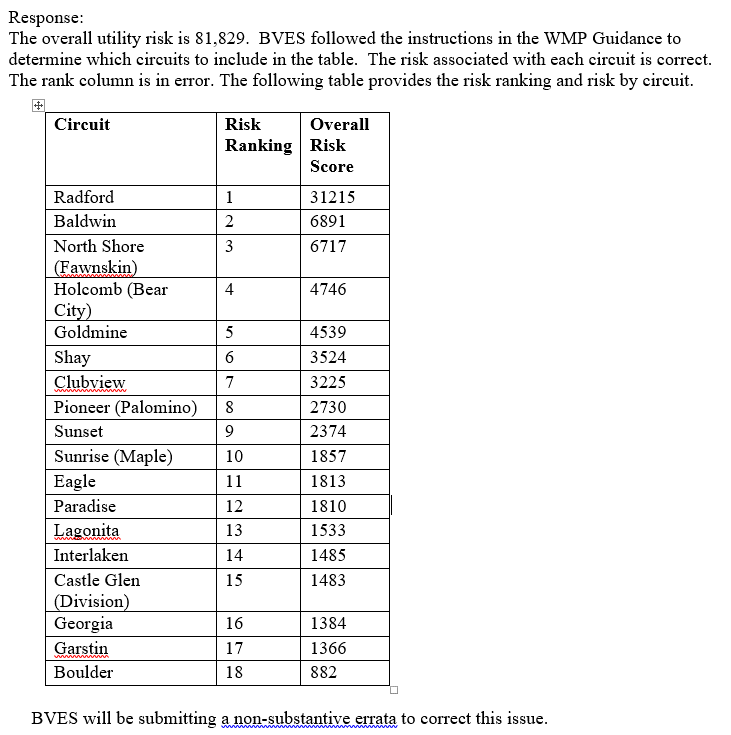 Response:
The overall utility risk is 81,829.  BVES followed the instructions in the WMP Guidance to
determine which circuits to include in the table.  The risk associated with each circuit is correct.
The rank column is in error. The following table provides the risk ranking and risk by circuit.
Circuit Risk Ranking Overall Risk Score
Radford 1 31215
Baldwin 2 6891
North Shore (Fawnskin) 3 6717
Holcomb (Bear City) 4 4746
Goldmine 5 4539
Shay 6 3524
Clubview 7 3225
Pioneer (Palomino) 8 2730
Sunset 9 2374
Sunrise (Maple) 10 1857
Eagle 11 1813
Paradise 12 1810
Lagonita 13 1533
Interlaken 14 1485
Castle Glen (Division) 15 1483
Georgia 16 1384
Garstin 17 1366
Boulder 18 882
BVES will be submitting a non-substantive errata to correct this issue.